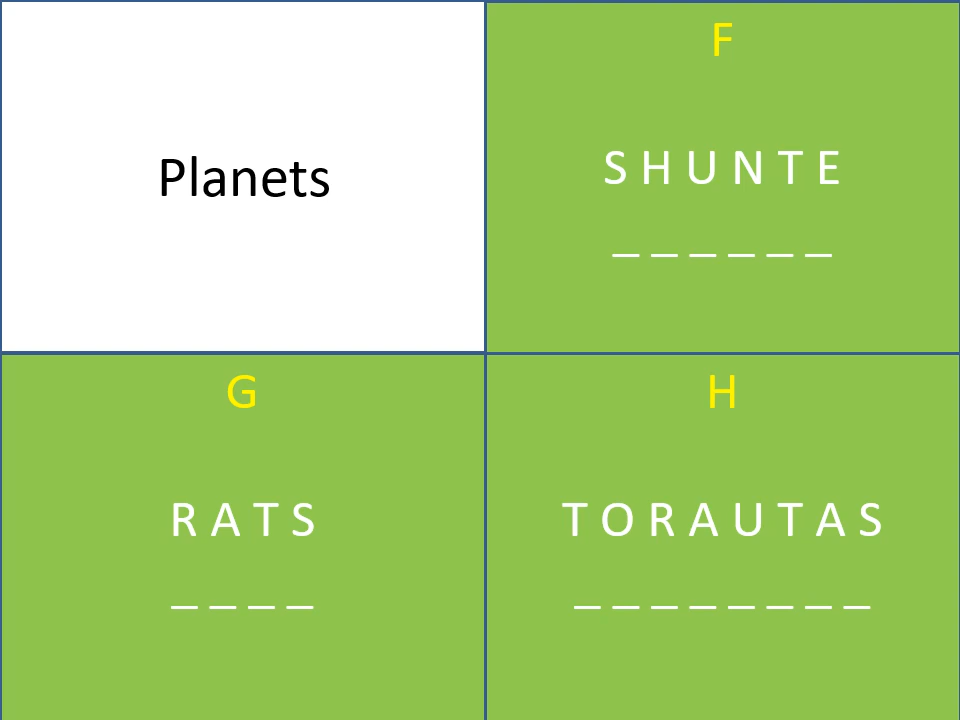 Planets
F
S H U N T E
_ _ _ _ _ _
G
R A T S
_ _ _ _
H
T O R A U T A S
_ _ _ _ _ _ _ _